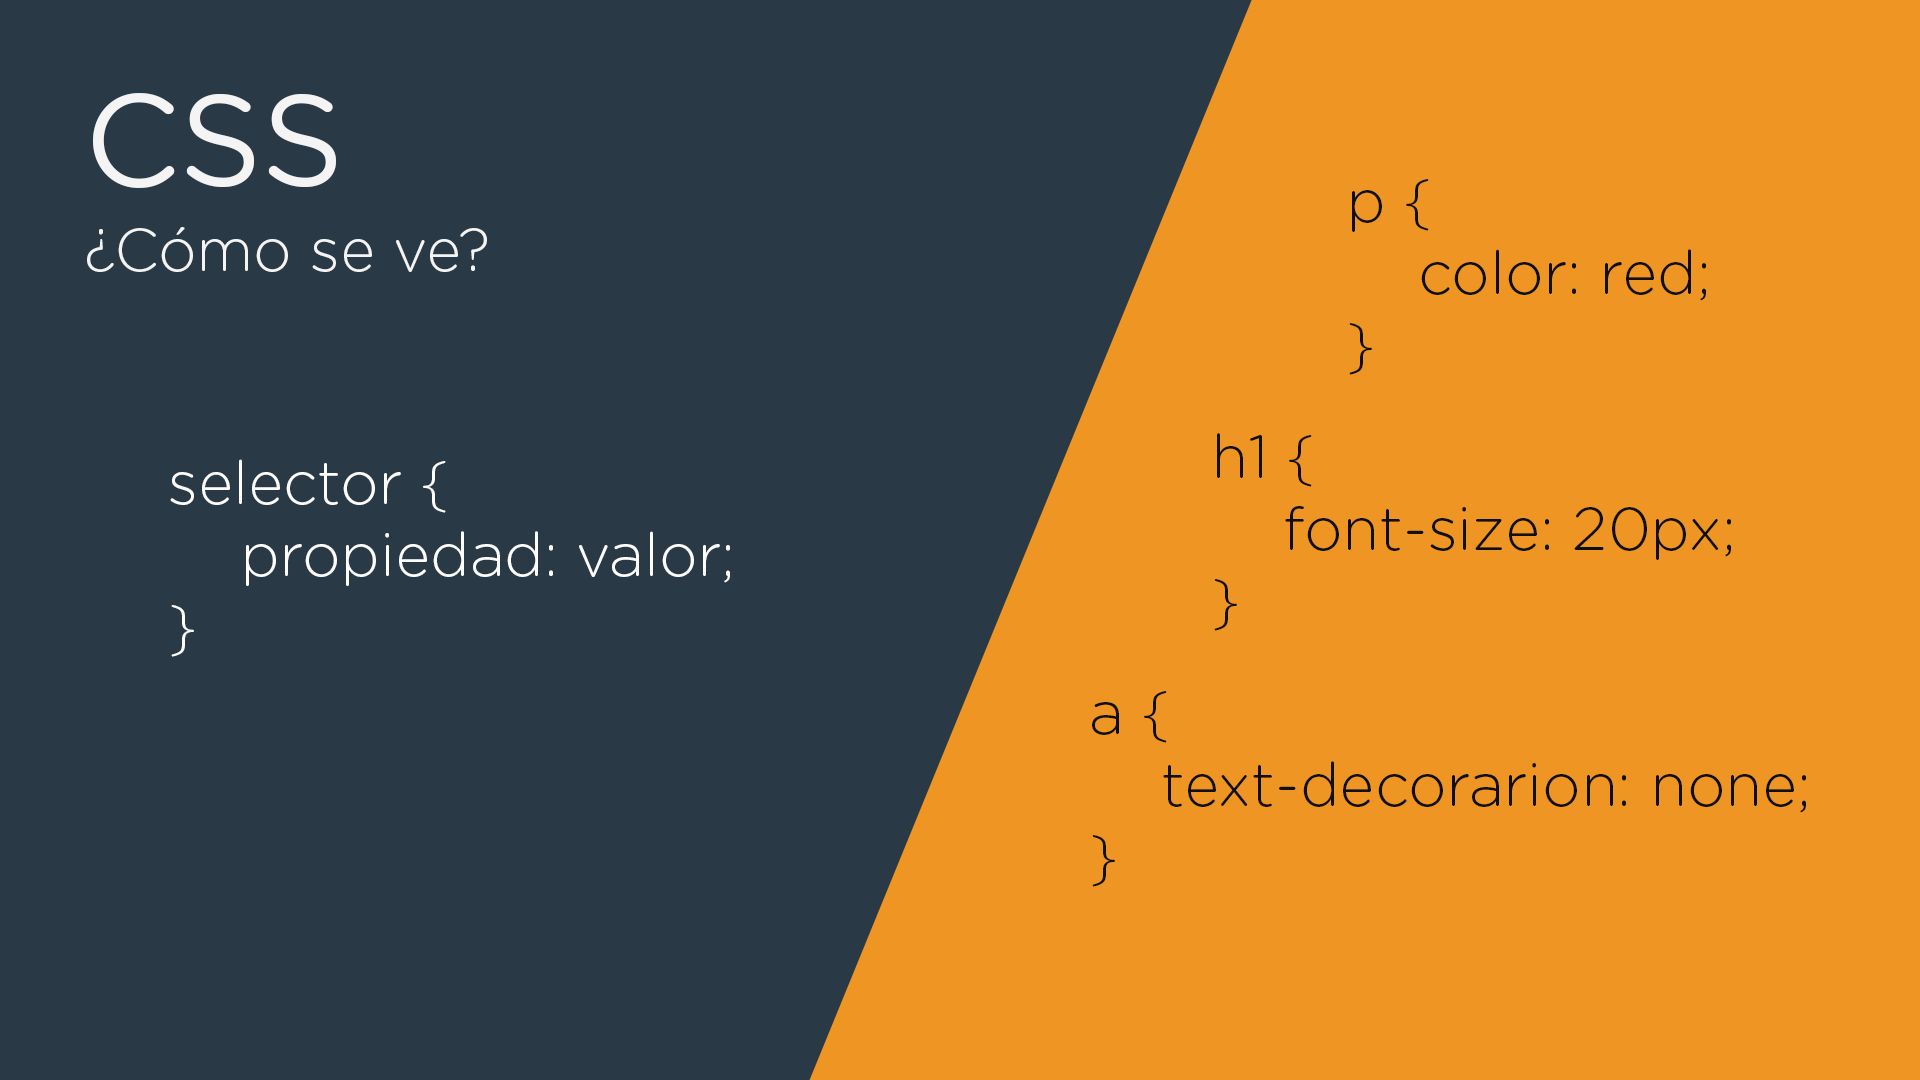 CSS
¿Cómo se ve?
selector {
propiedad: valor;
}
p {
color: red;
}
h1 {
font-size: 20px;
}
a {
text-decorarion: none;
}